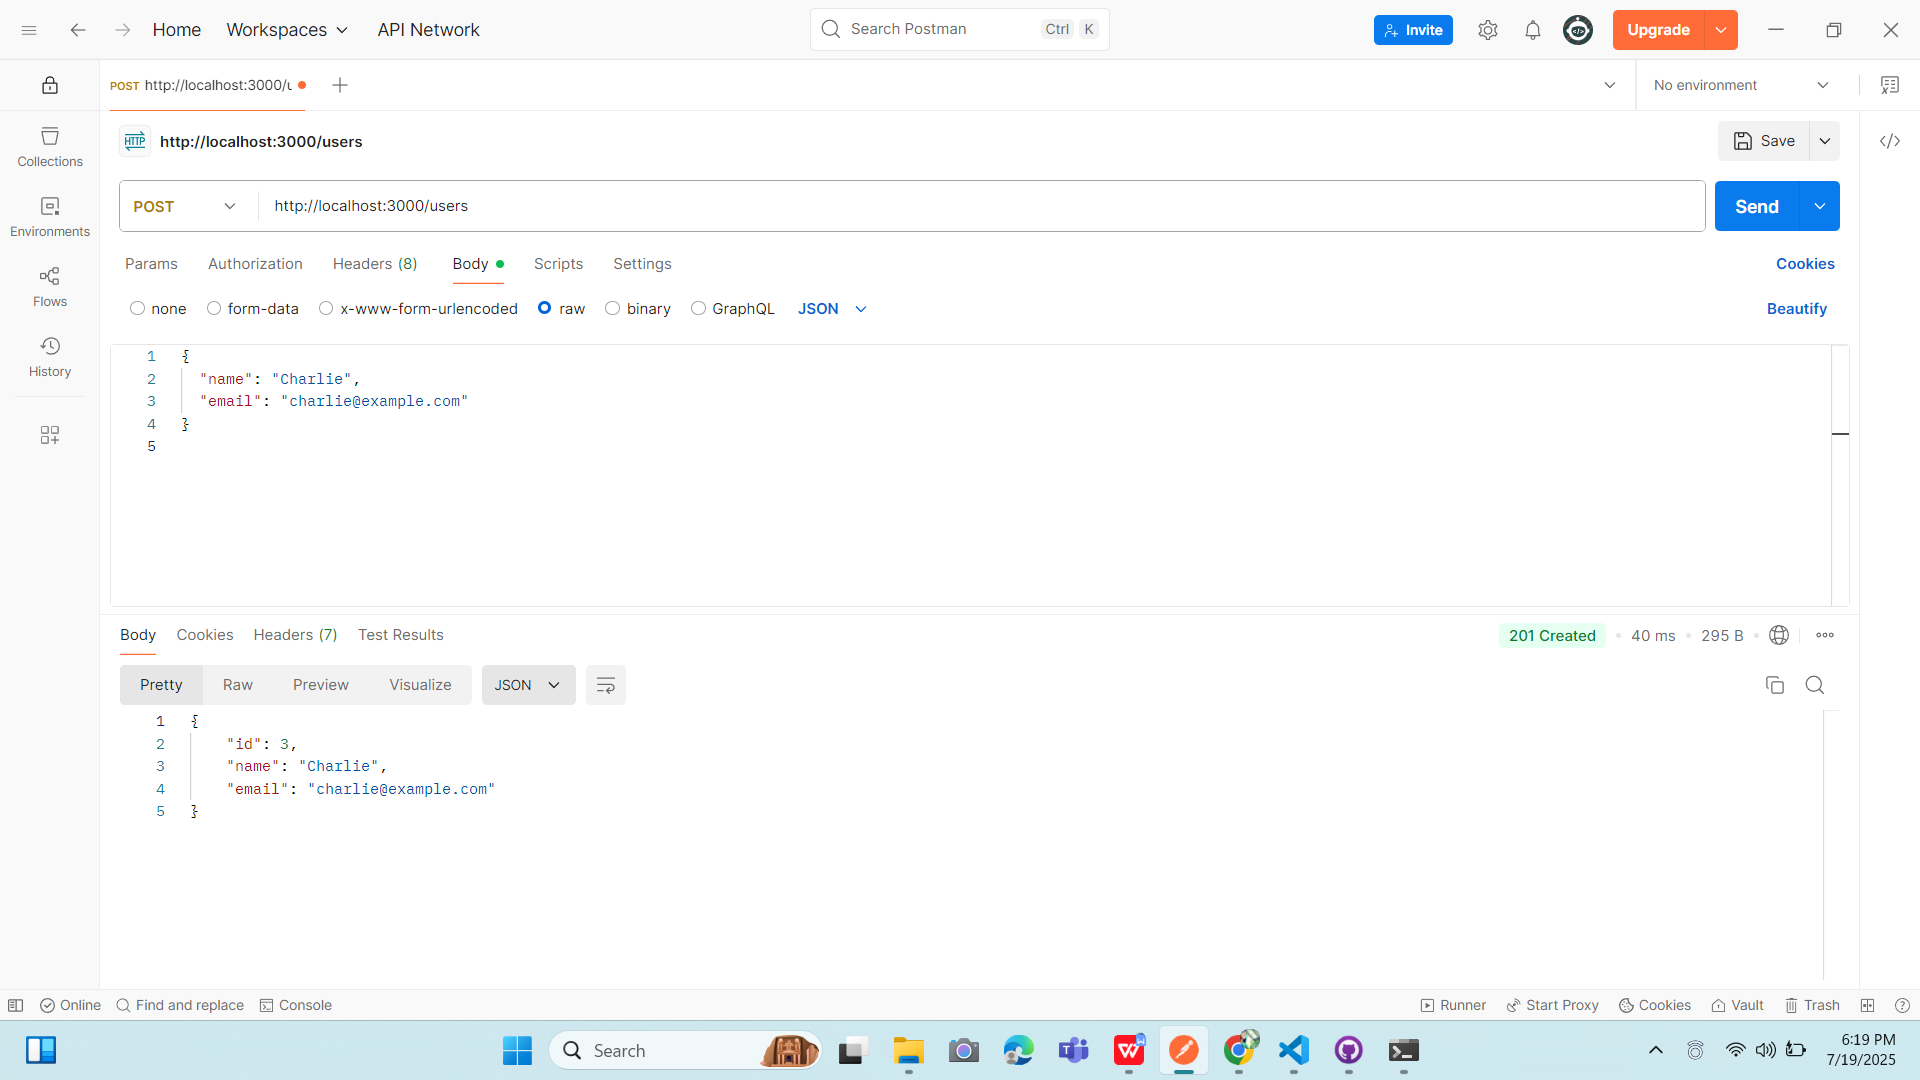 Home Workspaces API Network Search Postman Ctrl K Invite Upgrade
POST http://localhost:3000/u No environment
HTTP http://localhost:3000/users Save
Collections
POST http://localhost:3000/users Send
Environments
Params Authorization Headers (8) Body Scripts Settings Cookies
Flows
none form-data x-www-form-urlencoded raw binary GraphQL JSON Beautify
History
1 {
2 "name": "Charlie",
3 "email": "charlie@example.com"
4 }
5
Body Cookies Headers (7) Test Results 201 Created 40 ms 295 B
Pretty Raw Preview Visualize JSON
1 {
2 "id": 3,
3 "name": "Charlie",
4 "email": "charlie@example.com"
5 }
Online Find and replace Console Runner Start Proxy Cookies Vault Trash
Search
6:19 PM
7/19/2025